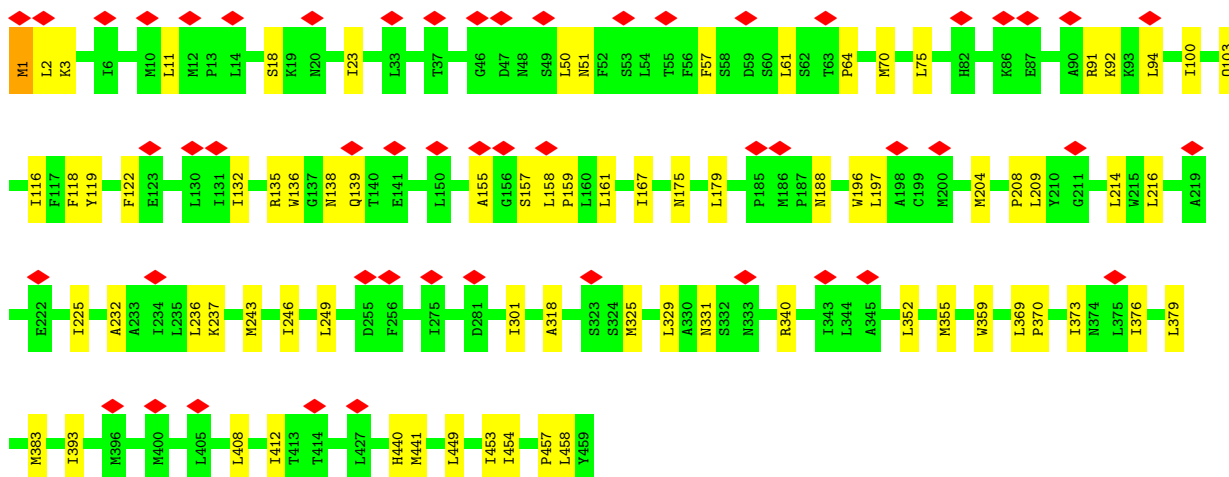 M1 L2 K3 I6 M10 L11 M12 P13 L14 S18 K19 N20 I23 L33 T37 G46 D47 N48 S49 L50 N51 F52 S53 L54 T55 F56 F57 S58 D59 S60 L61 S62 T63 P64 M70 L75 H82 K86 E87 A90 R91 K92 K93 L94 I100
I116 F117 F118 Y119 F122 E123 L130 I131 I132 R135 W136 G137 N138 Q139 T140 E141 L150 A155 G156 S157 L158 P159 L160 L161 I167 N175 L179 P185 M186 P187 N188 W196 L197 A198 C199 M200 M204 P208 L209 Y210 G211 L214 W215 L216 A219
E222 I225 A232 A233 I234 L235 L236 K237 M243 I246 L249 D255 F256 I275 D281 I301 A318 S323 S324 M325 L329 A330 N331 S332 N333 R340 I343 L344 A345 L352 M355 W359 L369 P370 I373 N374 L375 I376 L379
M383 I393 M396 M400 L405 L408 I412 T413 T414 L427 H440 M441 L449 I453 I454 P457 L458 Y459